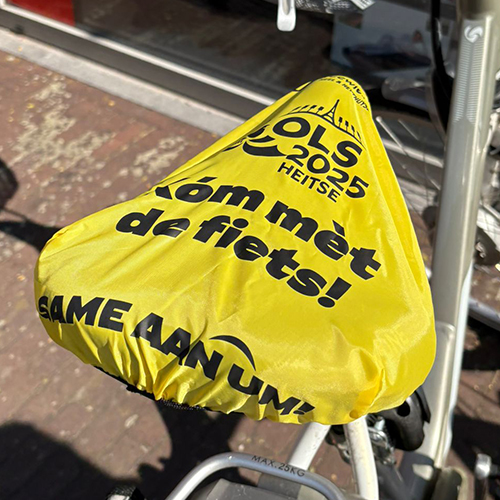 OLS
2025
HEITSE
Kóm mèt
de fiets!
SAME AAN UM!
MAX. 25KG